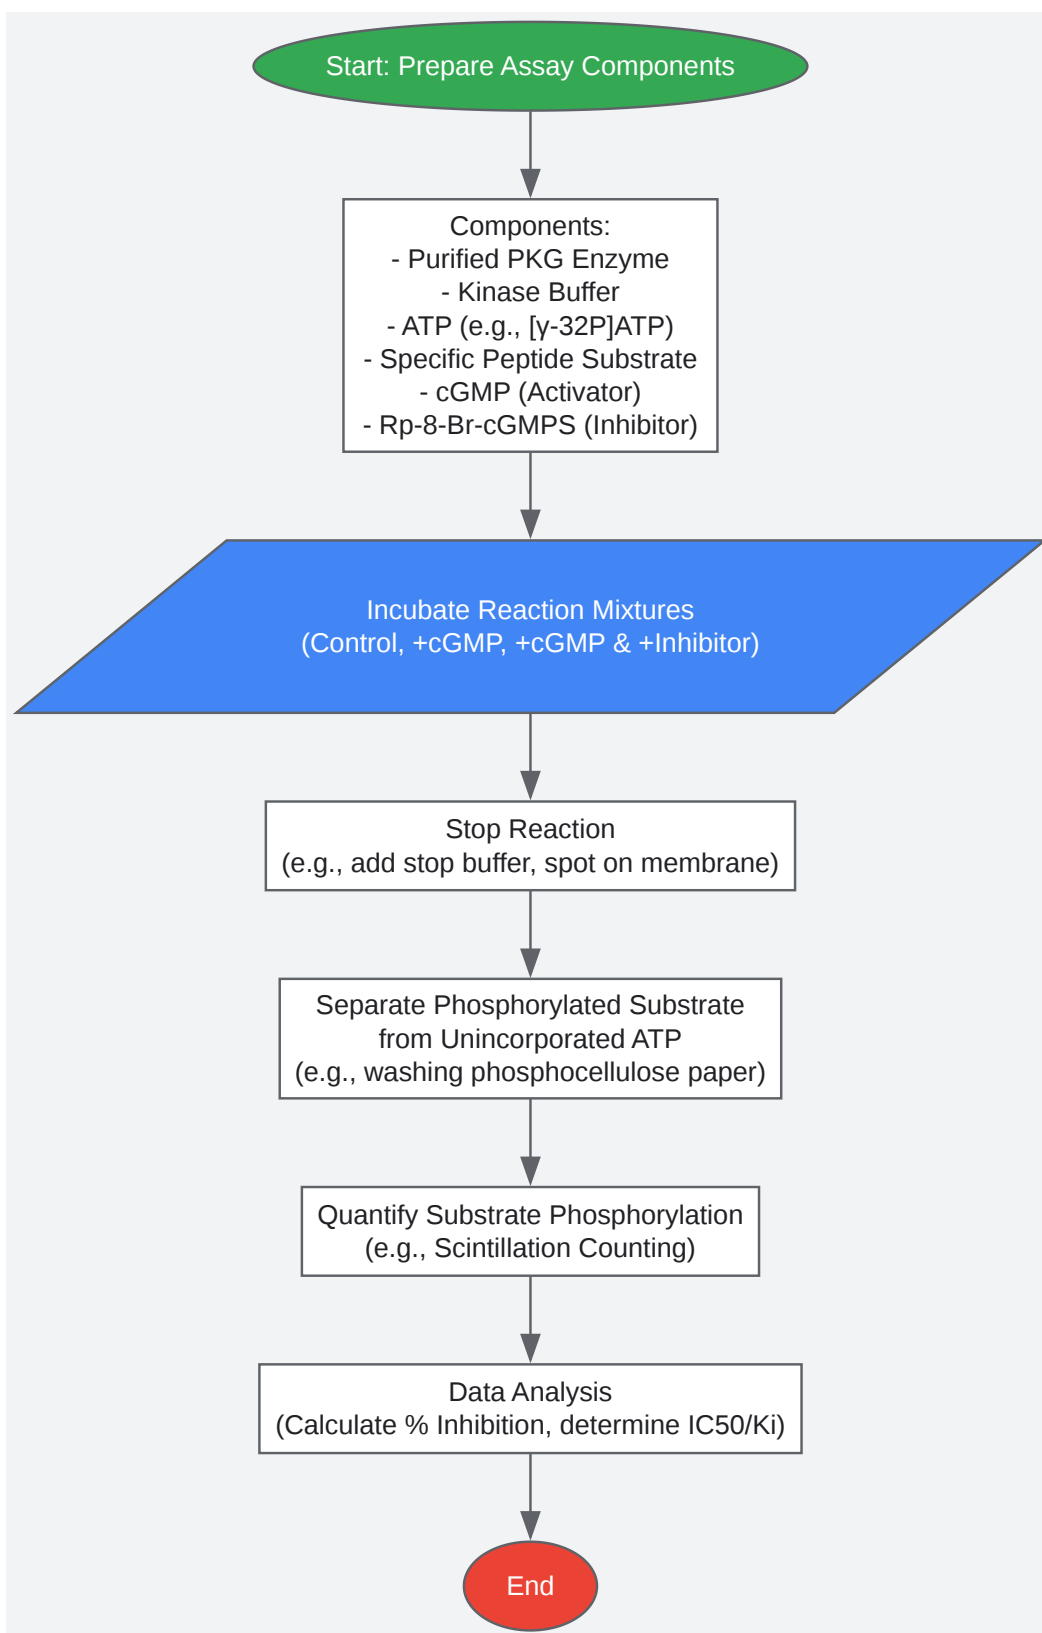 Start: Prepare Assay Components
Components:
- Purified PKG Enzyme
- Kinase Buffer
- ATP (e.g., [γ-32P]ATP)
- Specific Peptide Substrate
- cGMP (Activator)
- Rp-8-Br-cGMPS (Inhibitor)
Incubate Reaction Mixtures
(Control, +cGMP, +cGMP & +Inhibitor)
Stop Reaction
(e.g., add stop buffer, spot on membrane)
Separate Phosphorylated Substrate
from Unincorporated ATP
(e.g., washing phosphocellulose paper)
Quantify Substrate Phosphorylation
(e.g., Scintillation Counting)
Data Analysis
(Calculate % Inhibition, determine IC50/Ki)
End